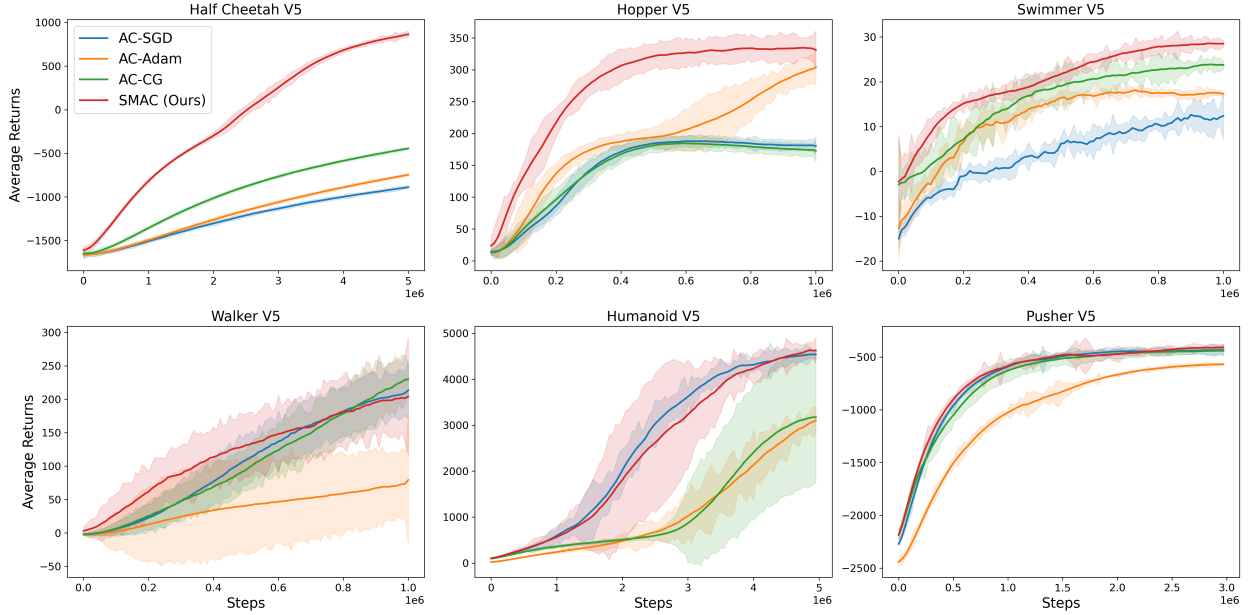 Half Cheetah V5
1000
500
0
−500
−1000
−1500
Average Returns
AC-SGD
AC-Adam
AC-CG
SMAC (Ours)
0 1 2 3 4 5
1e6
Hopper V5
350
300
250
200
150
100
50
0
0.0 0.2 0.4 0.6 0.8 1.0
1e6
Swimmer V5
30
20
10
0
−10
−20
0.0 0.2 0.4 0.6 0.8 1.0
1e6
Walker V5
300
250
200
150
100
50
0
−50
Average Returns
0.0 0.2 0.4 0.6 0.8 1.0
Steps
1e6
Humanoid V5
5000
4000
3000
2000
1000
0
0 1 2 3 4 5
Steps
1e6
Pusher V5
−500
−1000
−1500
−2000
−2500
0.0 0.5 1.0 1.5 2.0 2.5 3.0
Steps
1e6